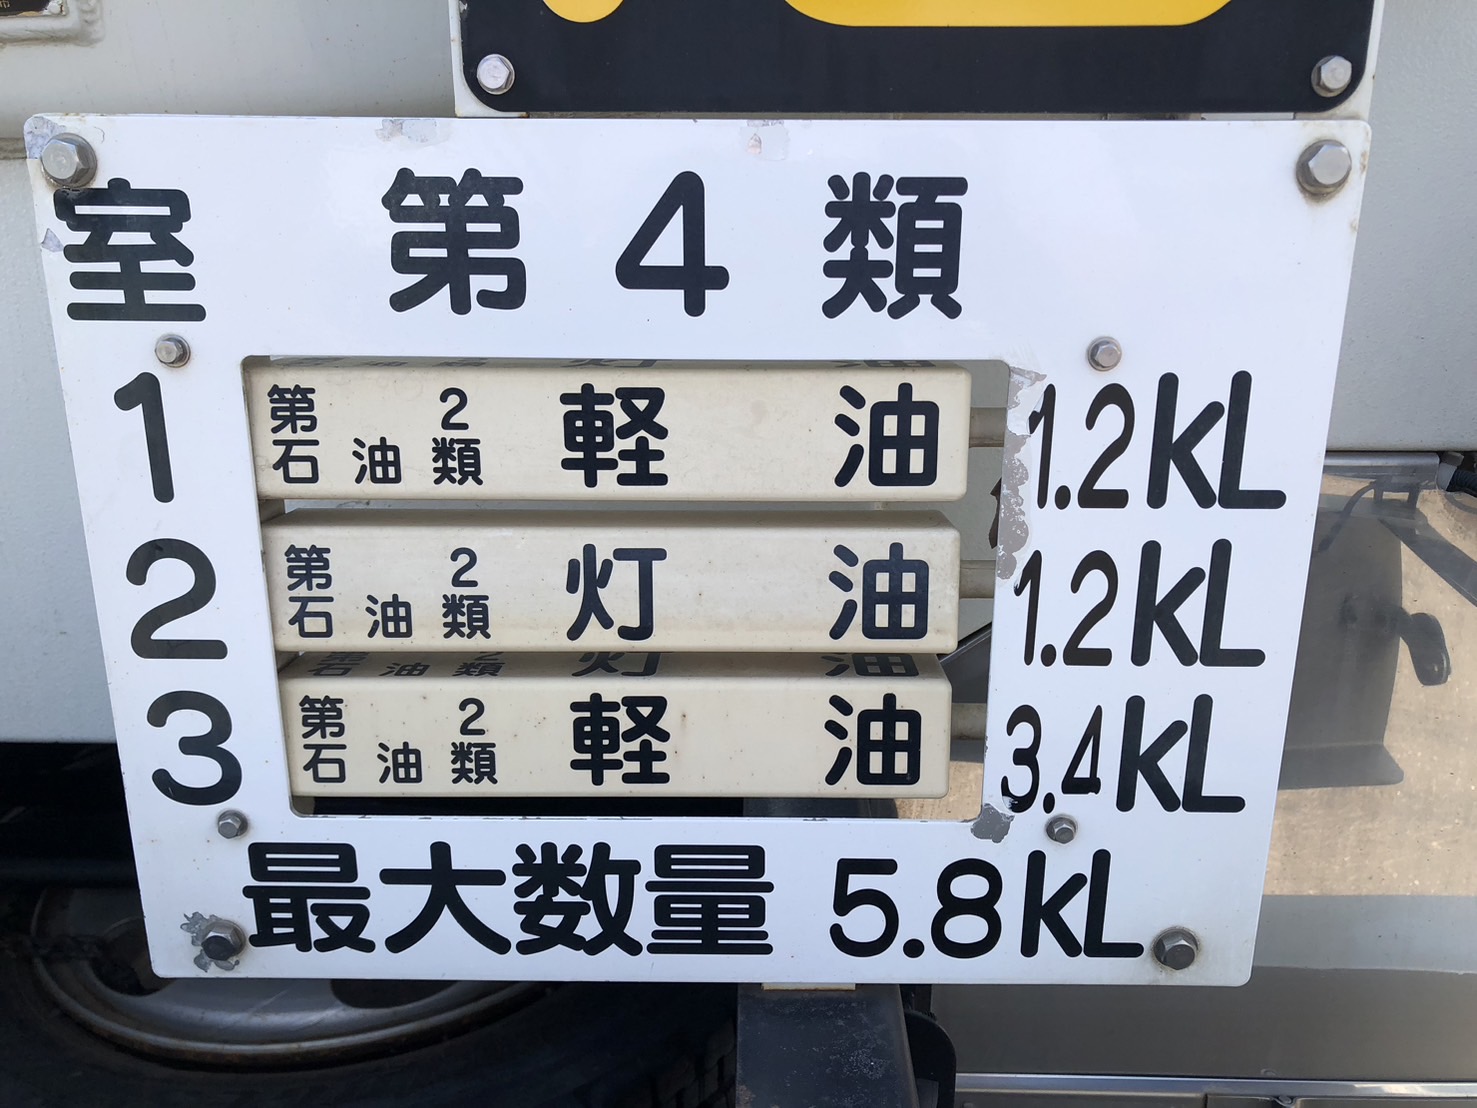 室 第4類
1 第2石油類 軽油 1.2kL
2 第2石油類 灯油 1.2kL
3 第2石油類 軽油 3.4kL
最大数量 5.8kL